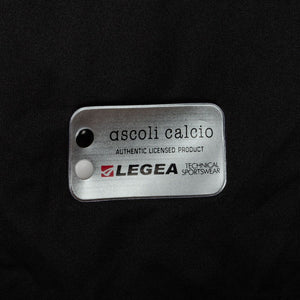 ascoli calcio
AUTHENTIC LICENSED PRODUCT
LEGEA TECHNICAL
SPORTSWEAR